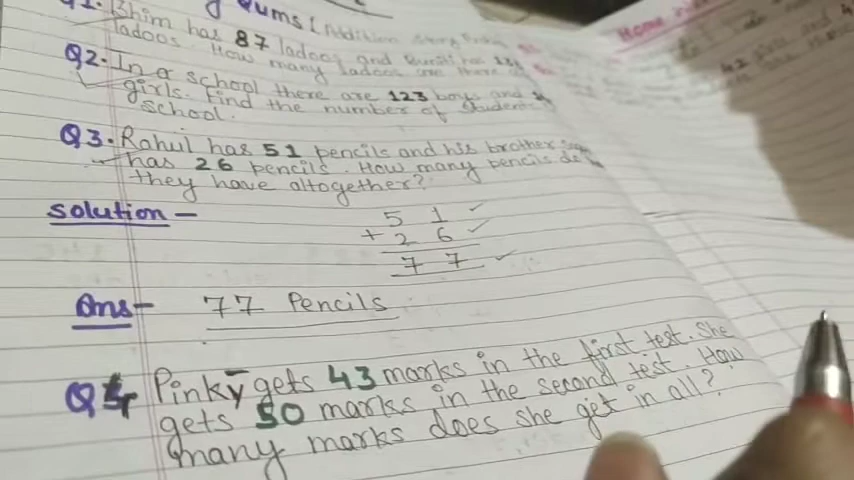 Sums (Addition
Q1. Bhim has 87 ladoos and
ladoos. How many ladoos are there
Q2. In a school there are 123 boys and
girls. Find the number of students
school.
Q3. Rahul has 51 pencils and his brother
has 26 pencils. How many pencils do
they have altogether?
Solution —
5 1
+ 2 6
7 7
Ans — 77 Pencils
Q4 Pinky gets 43 marks in the first test. She
gets 50 marks in the second test. How
many marks does she get in all?